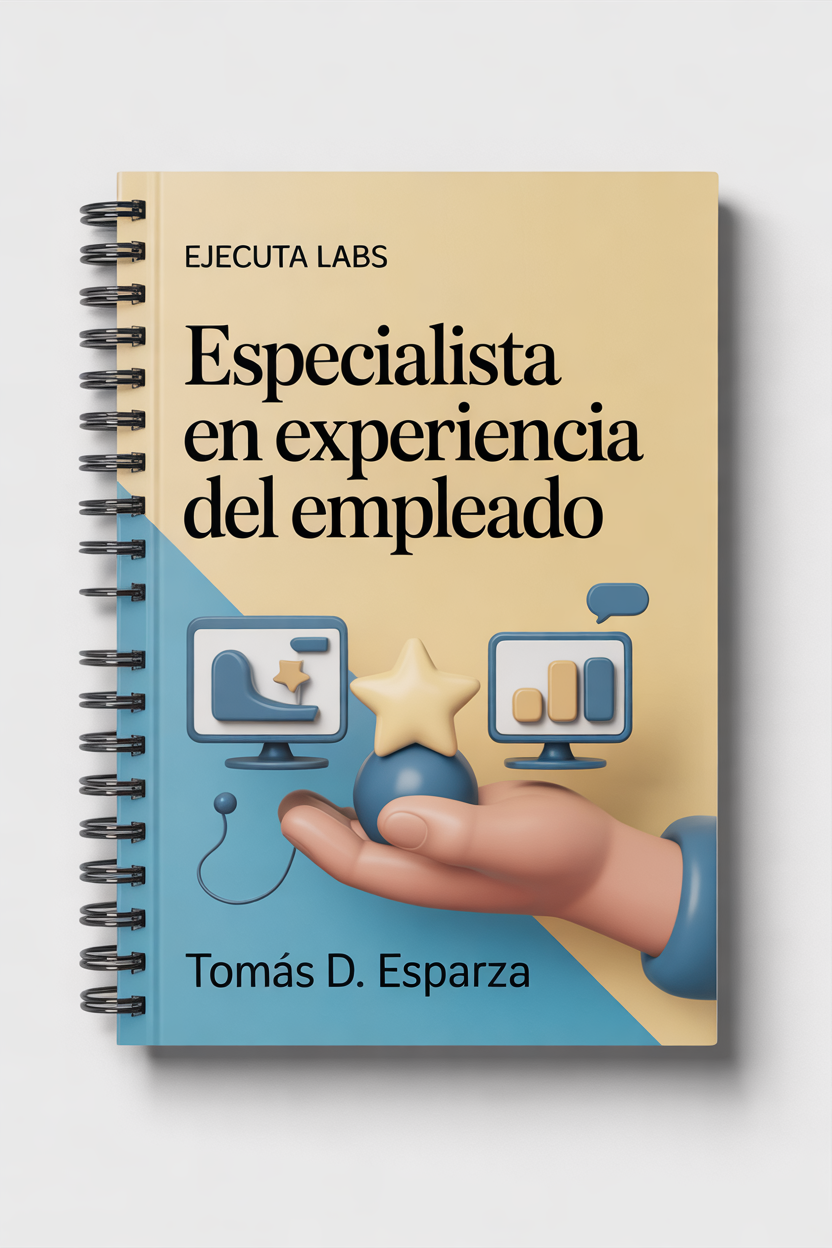 EJECUTA LABS
Especialista
en experiencia
del empleado
Tomás D. Esparza